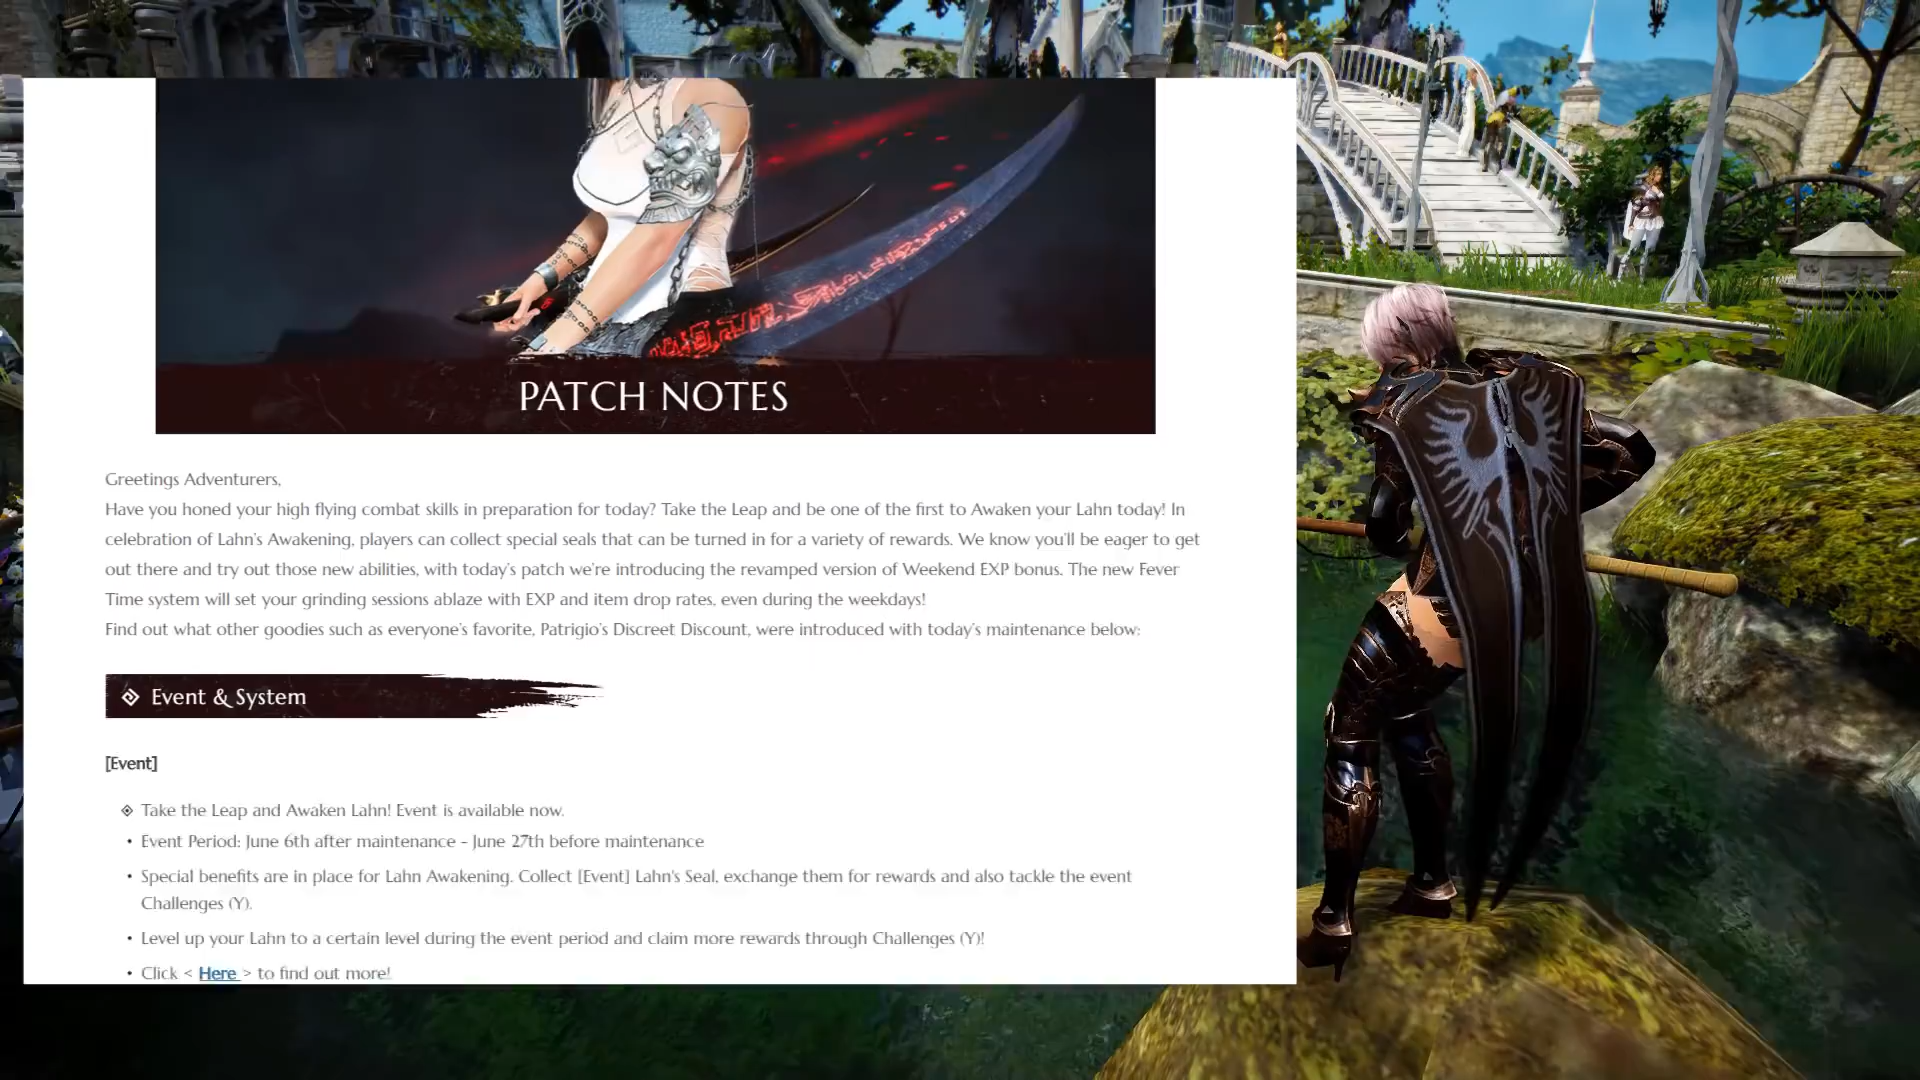 PATCH NOTES
Greetings Adventurers,
Have you honed your high flying combat skills in preparation for today? Take the Leap and be one of the first to Awaken your Lahn today! In
celebration of Lahn's Awakening, players can collect special seals that can be turned in for a variety of rewards. We know you'll be eager to get
out there and try out those new abilities, with today's patch we're introducing the revamped version of Weekend EXP bonus. The new Fever
Time system will set your grinding sessions ablaze with EXP and item drop rates, even during the weekdays!
Find out what other goodies such as everyone's favorite, Patrigio's Discreet Discount, were introduced with today's maintenance below:
Event & System
[Event]
Take the Leap and Awaken Lahn! Event is available now.
• Event Period: June 6th after maintenance - June 27th before maintenance
• Special benefits are in place for Lahn Awakening. Collect [Event] Lahn's Seal, exchange them for rewards and also tackle the event
Challenges (Y).
• Level up your Lahn to a certain level during the event period and claim more rewards through Challenges (Y)!
• Click < Here > to find out more!